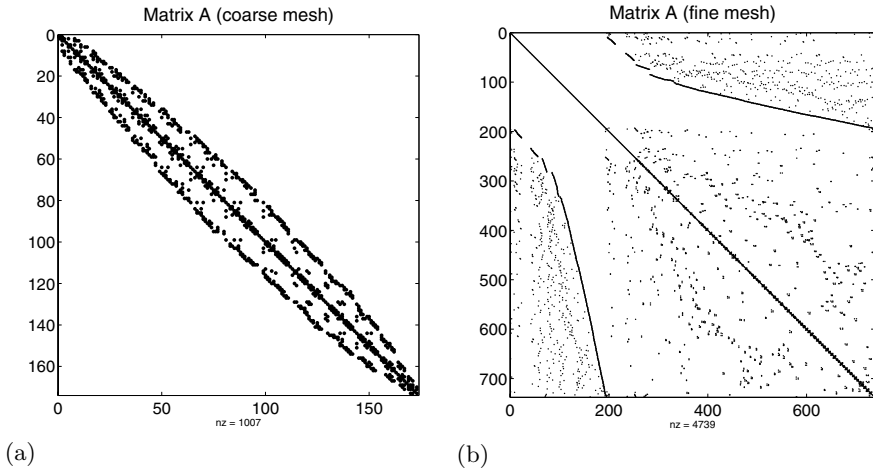 Matrix A (coarse mesh)
0
20
40
60
80
100
120
140
160
0 50 100 150
nz = 1007
(a)
Matrix A (fine mesh)
0
100
200
300
400
500
600
700
0 200 400 600
nz = 4739
(b)